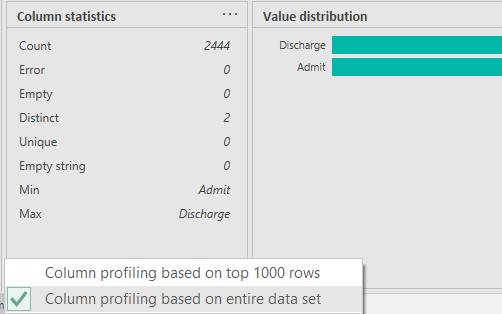 Column statistics ...
Count 2444
Error 0
Empty 0
Distinct 2
Unique 0
Empty string 0
Min Admit
Max Discharge
Value distribution
Discharge
Admit
Column profiling based on top 1000 rows
Column profiling based on entire data set